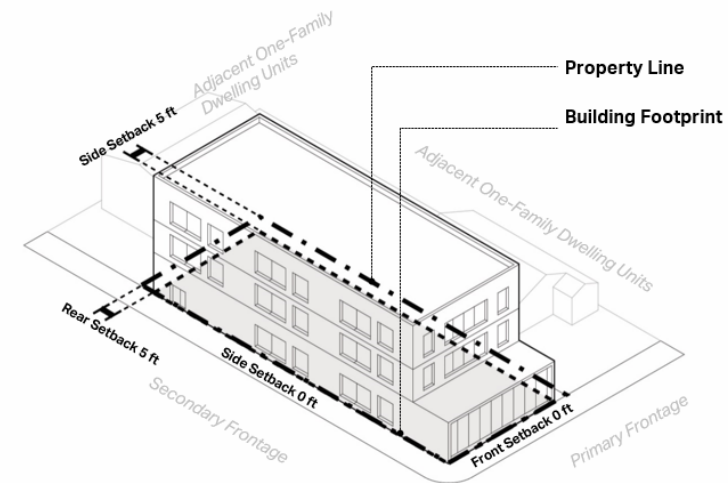 Adjacent One-Family
Dwelling Units
Property Line
Building Footprint
Side Setback 5 ft
Adjacent One-Family Dwelling Units
Rear Setback 5 ft
Side Setback 0 ft
Secondary Frontage
Front Setback 0 ft
Primary Frontage